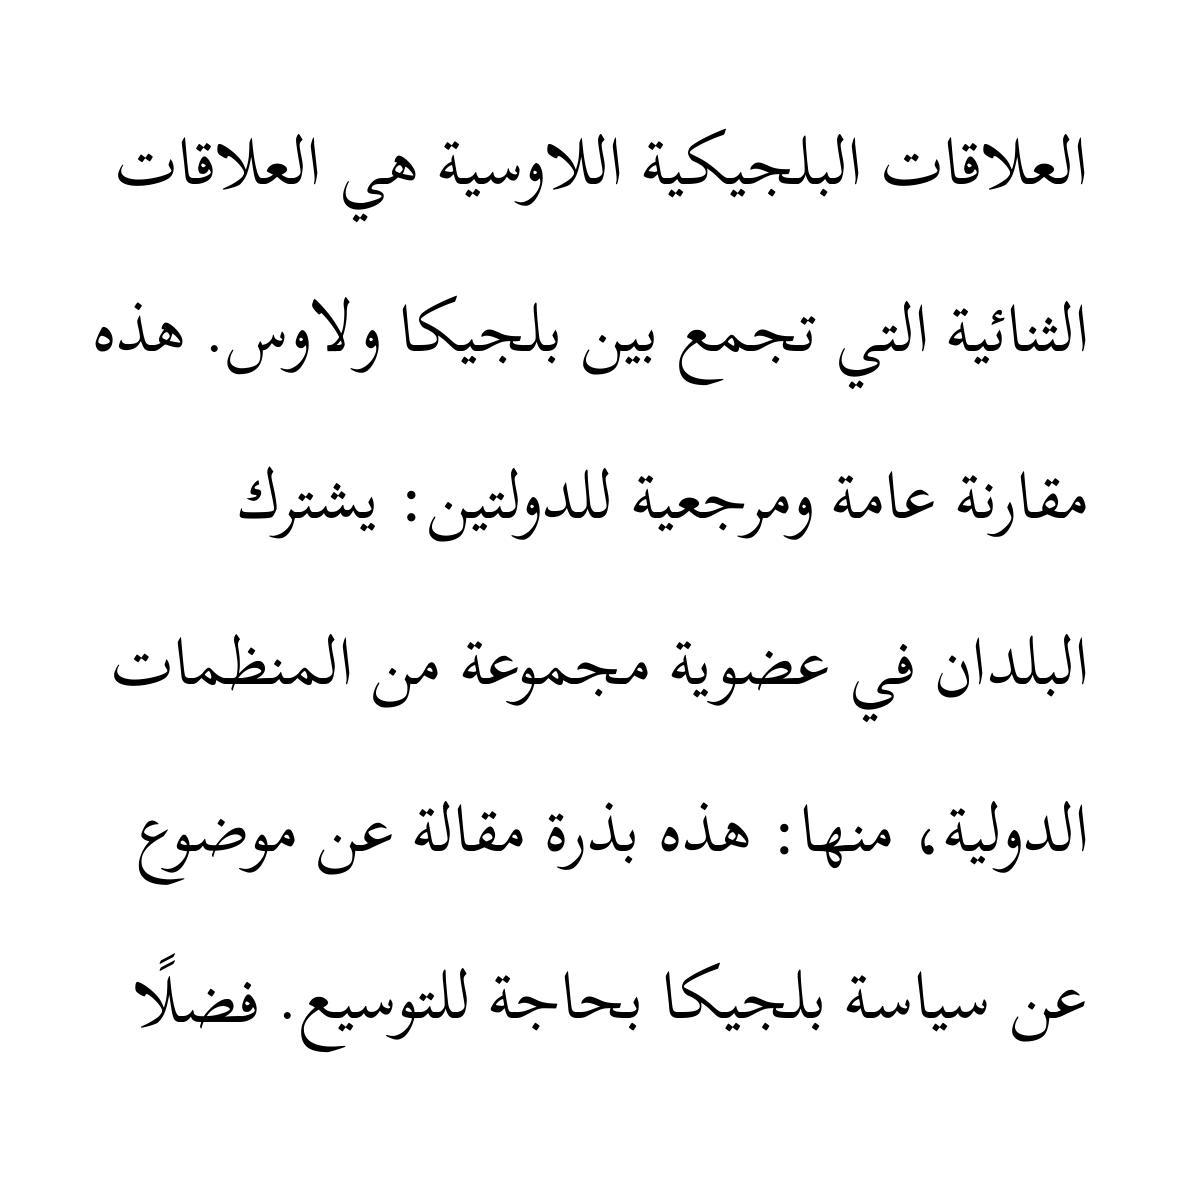 العلاقات البلجيكية اللاوسية هي العلاقات
الثنائية التي تجمع بين بلجيكا ولاوس. هذه
مقارنة عامة ومرجعية للدولتين: يشترك
البلدان في عضوية مجموعة من المنظمات
الدولية، منها: هذه بذرة مقالة عن موضوع
عن سياسة بلجيكا بحاجة للتوسيع. فضلًا